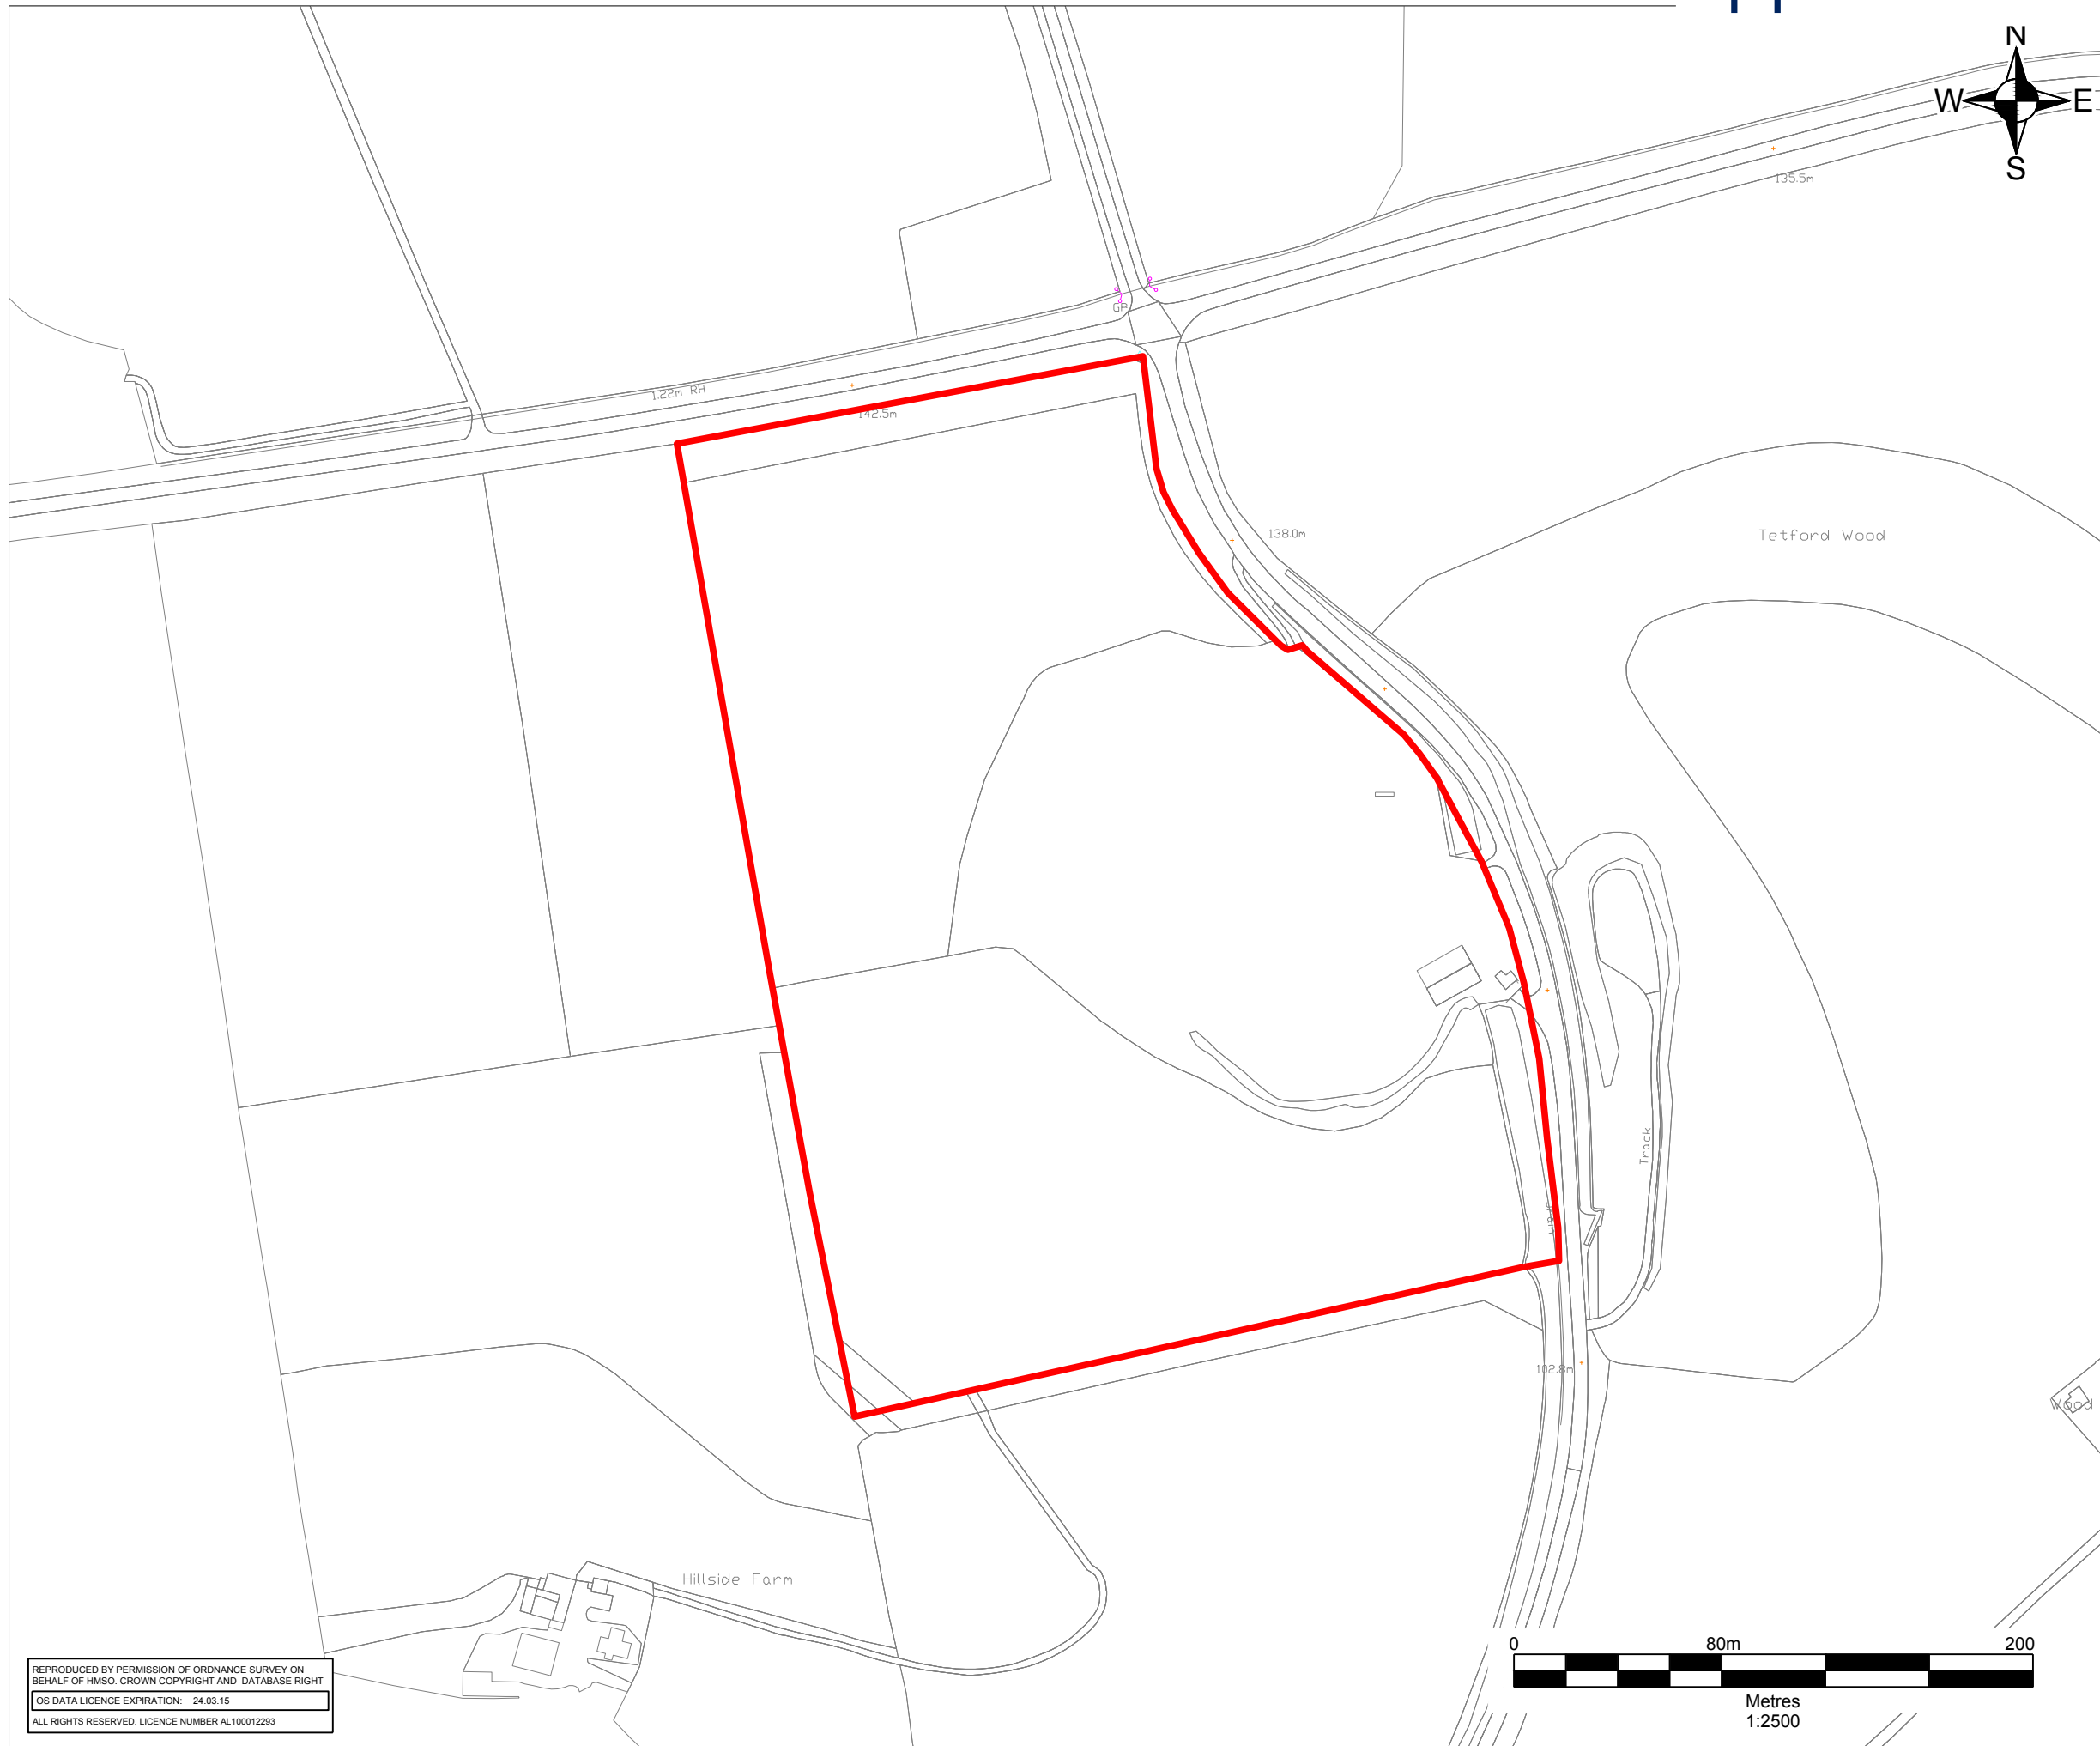 N
W E
S
135.5m
GP
1.22m RH
142.5m
138.0m
Tetford Wood
Track
Drain
102.8m
Wood
Hillside Farm
0 80m 200
Metres
1:2500
REPRODUCED BY PERMISSION OF ORDNANCE SURVEY ON
BEHALF OF HMSO. CROWN COPYRIGHT AND DATABASE RIGHT
OS DATA LICENCE EXPIRATION: 24.03.15
ALL RIGHTS RESERVED. LICENCE NUMBER AL100012293